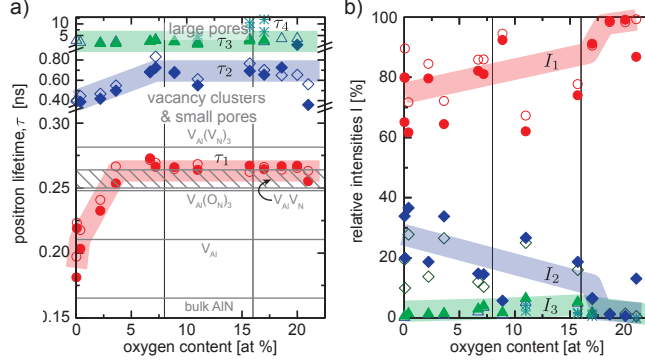 a)
10
5
0.80
0.60
0.40
0.35
0.25
0.15
positron lifetime, τ [ns]
large pores
τ4
τ3
τ2
vacancy clusters
& small pores
VAl(VN)3
τ1
VAl(ON)3
VAlVN
VAl
bulk AlN
0 5 10 15 20
oxygen content [at %]
b)
100
80
60
40
20
0
relative intensities I [%]
I1
I2
I3
0 5 10 15 20
oxygen content [at %]